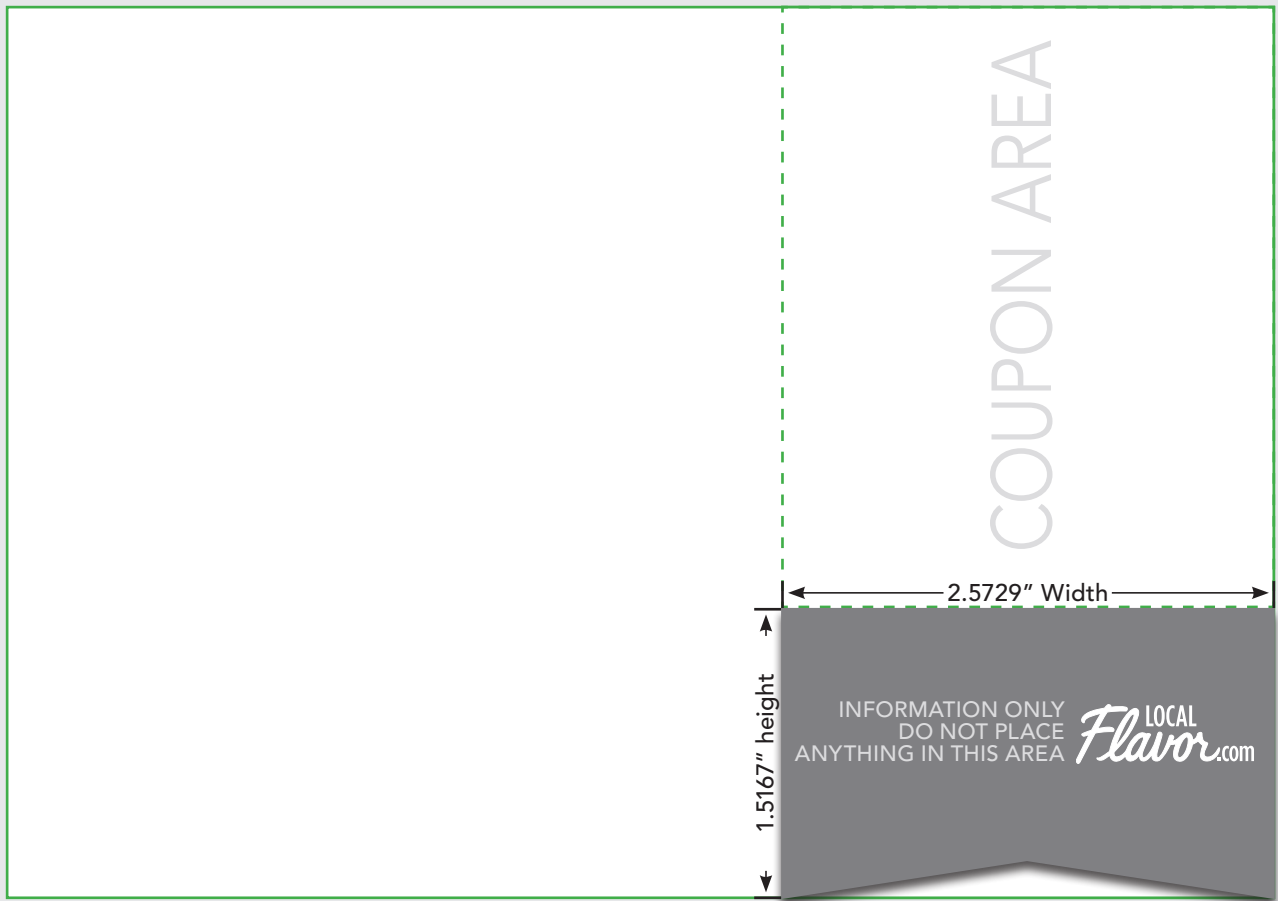 COUPON AREA
2.5729” Width
1.5167” height
INFORMATION ONLY
DO NOT PLACE
ANYTHING IN THIS AREA
LOCAL
Flavor.com